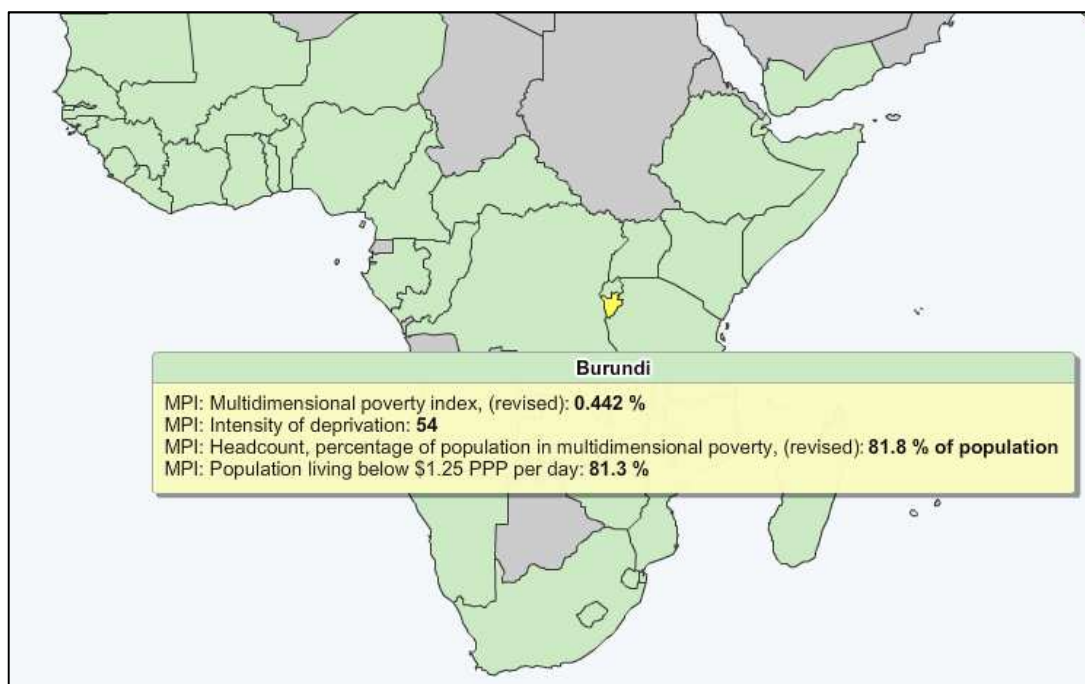 Burundi
MPI: Multidimensional poverty index, (revised): 0.442 %
MPI: Intensity of deprivation: 54
MPI: Headcount, percentage of population in multidimensional poverty, (revised): 81.8 % of population
MPI: Population living below $1.25 PPP per day: 81.3 %